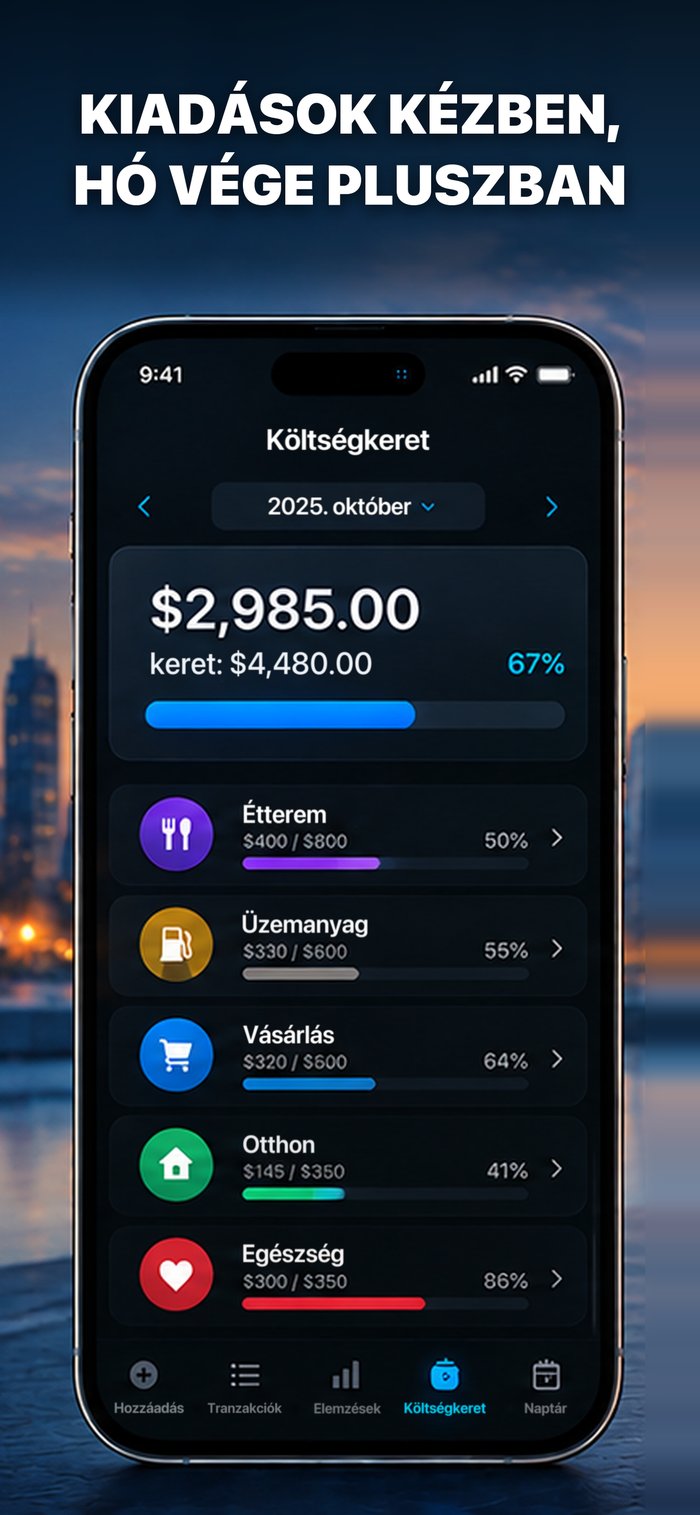 KIADÁSOK KÉZBEN,
HÓ VÉGE PLUSZBAN
9:41
Költségkeret
2025. október
$2,985.00
keret: $4,480.00
67%
Étterem
$400 / $800
50%
Üzemanyag
$330 / $600
55%
Vásárlás
$320 / $600
64%
Otthon
$145 / $350
41%
Egészség
$300 / $350
86%
Hozzáadás
Tranzakciók
Elemzések
Költségkeret
Naptár